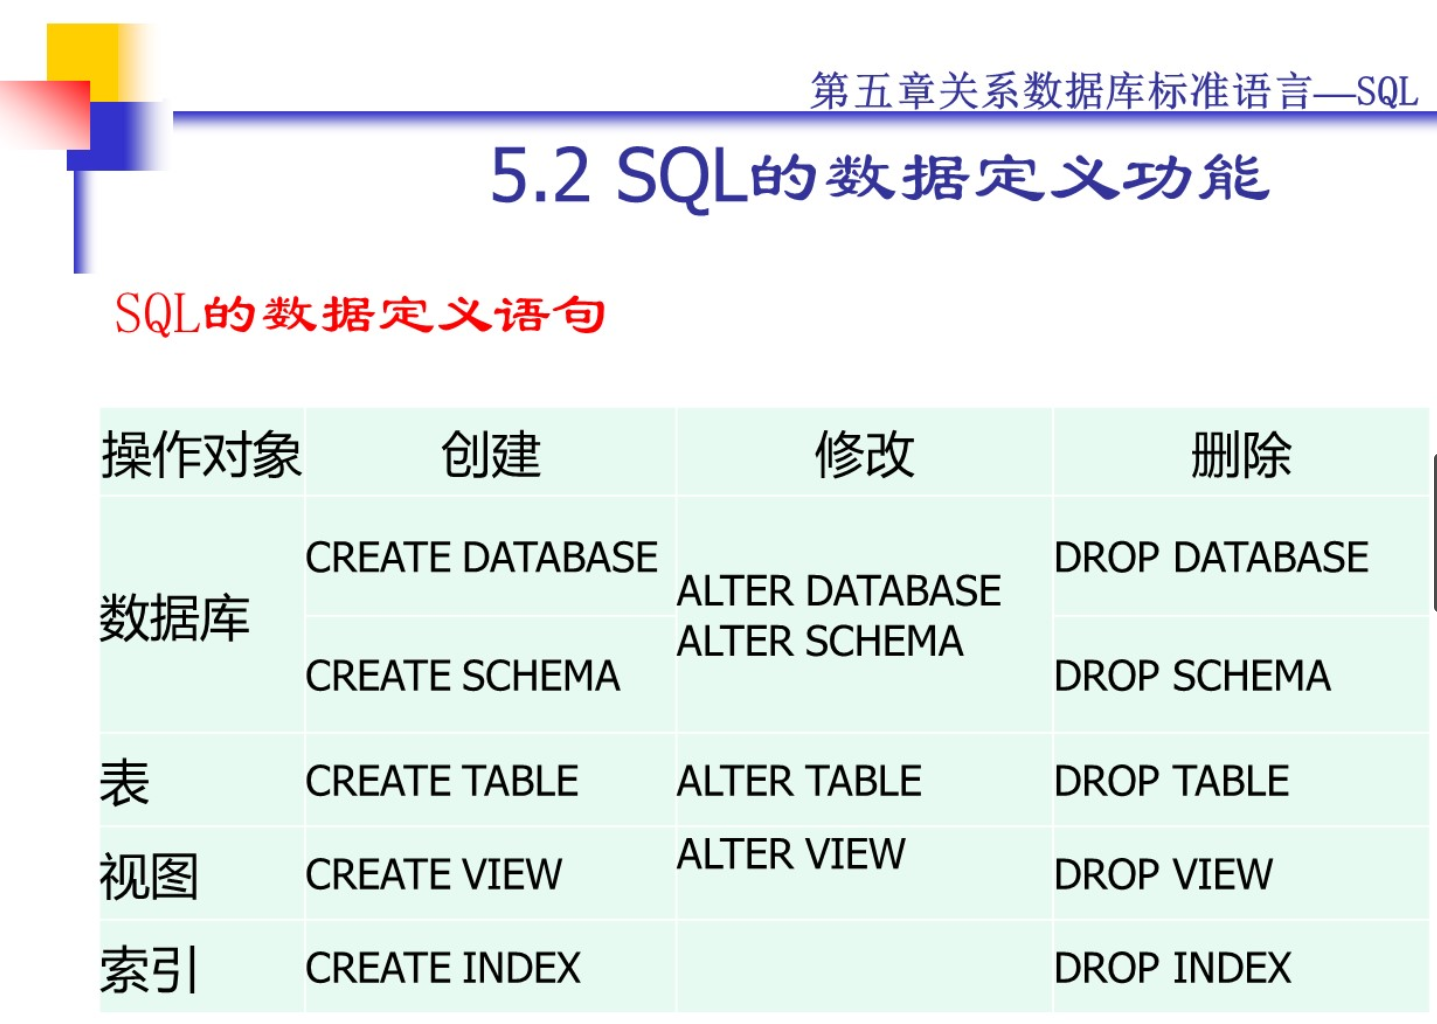 第五章关系数据库标准语言—SQL
5.2 SQL的数据定义功能
SQL的数据定义语句
操作对象 创建 修改 删除
数据库 CREATE DATABASE ALTER DATABASE DROP DATABASE
ALTER SCHEMA
CREATE SCHEMA DROP SCHEMA
表 CREATE TABLE ALTER TABLE DROP TABLE
视图 CREATE VIEW ALTER VIEW DROP VIEW
索引 CREATE INDEX DROP INDEX